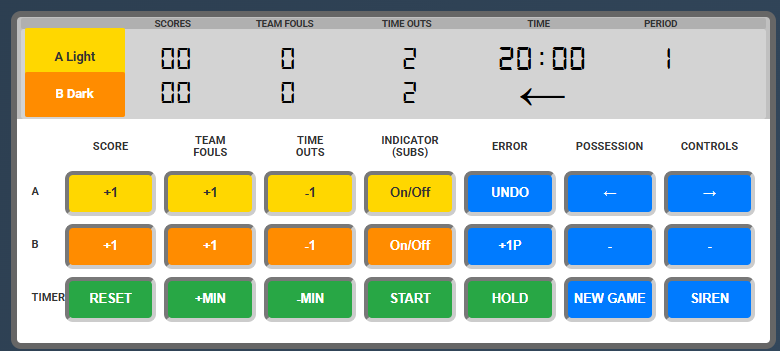 SCORES TEAM FOULS TIME OUTS TIME PERIOD
A Light 00 0 2 20:00 1
B Dark 00 0 2 ←
SCORE TEAM FOULS TIME OUTS INDICATOR (SUBS) ERROR POSSESSION CONTROLS
A +1 +1 -1 On/Off UNDO ← →
B +1 +1 -1 On/Off +1P - -
TIMER RESET +MIN -MIN START HOLD NEW GAME SIREN